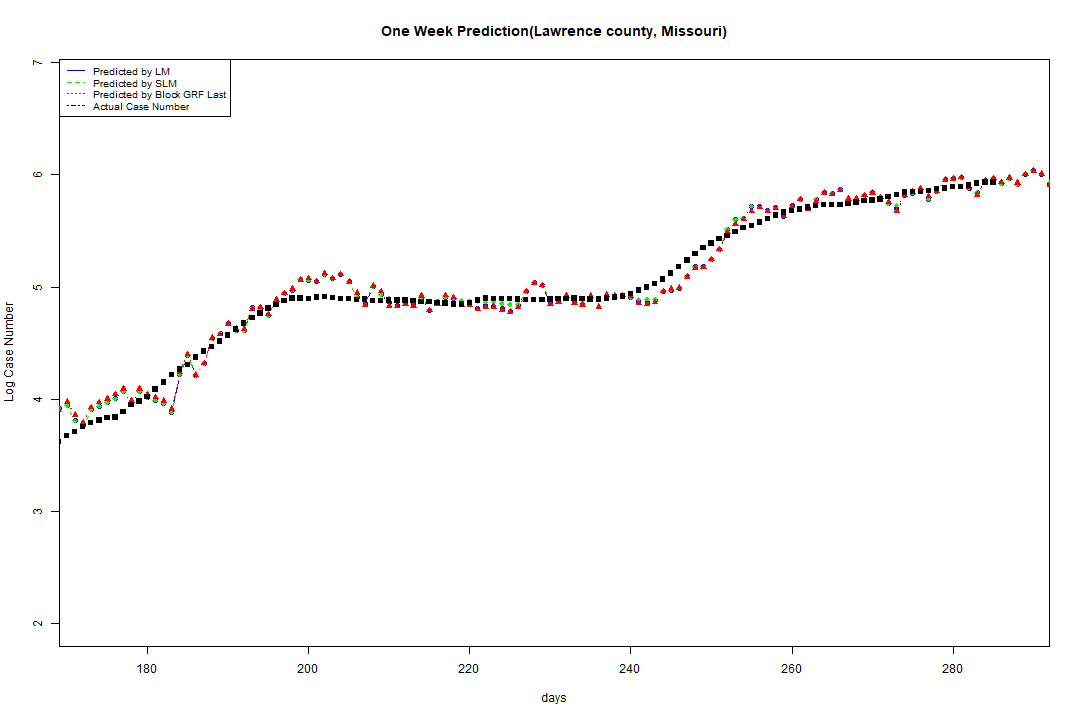 One Week Prediction(Lawrence county, Missouri)
7
Predicted by LM
Predicted by SLM
Predicted by Block GRF Last
Actual Case Number
6
5
4
3
2
Log Case Number
180 200 220 240 260 280
days